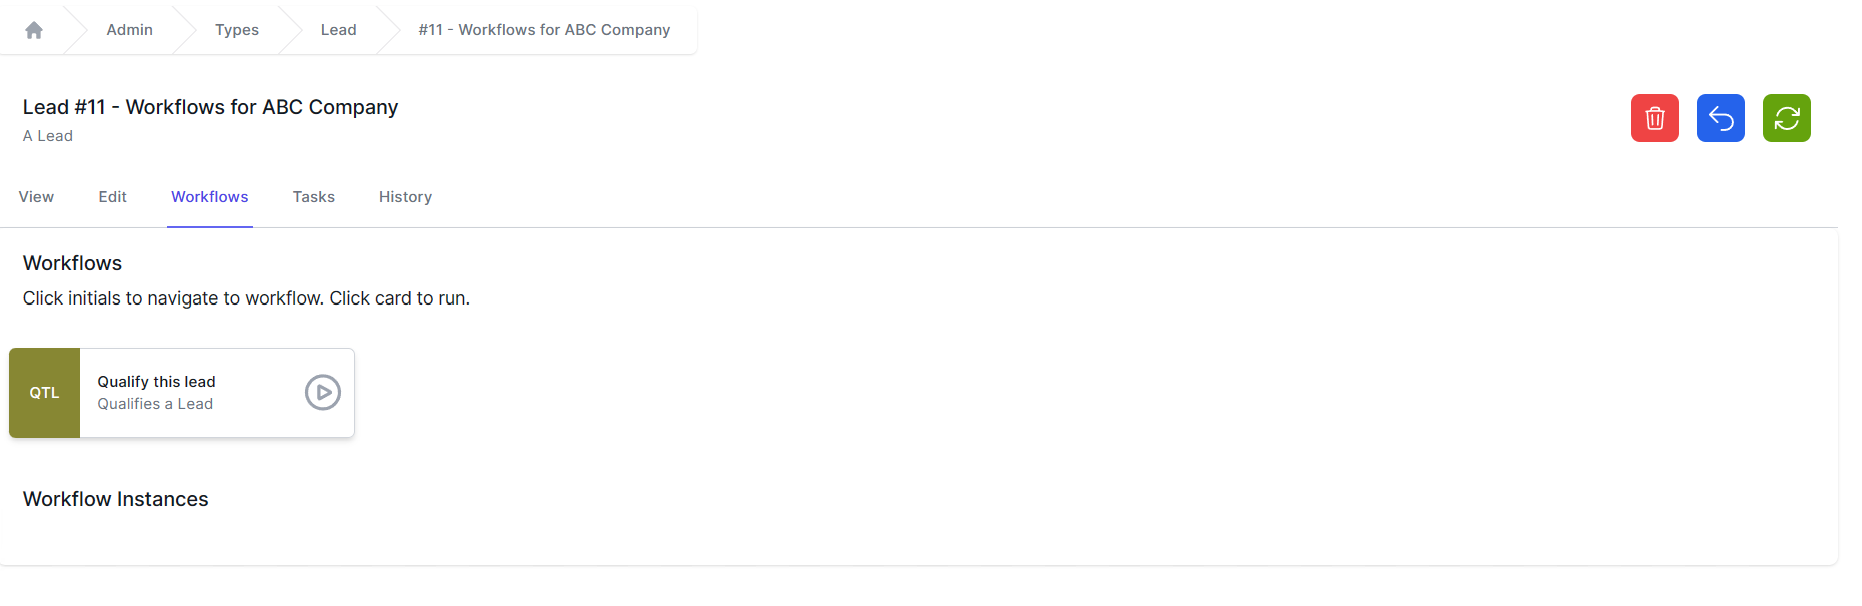 Admin
Types
Lead
#11 - Workflows for ABC Company
Lead #11 - Workflows for ABC Company
A Lead
View
Edit
Workflows
Tasks
History
Workflows
Click initials to navigate to workflow. Click card to run.
QTL
Qualify this lead
Qualifies a Lead
Workflow Instances